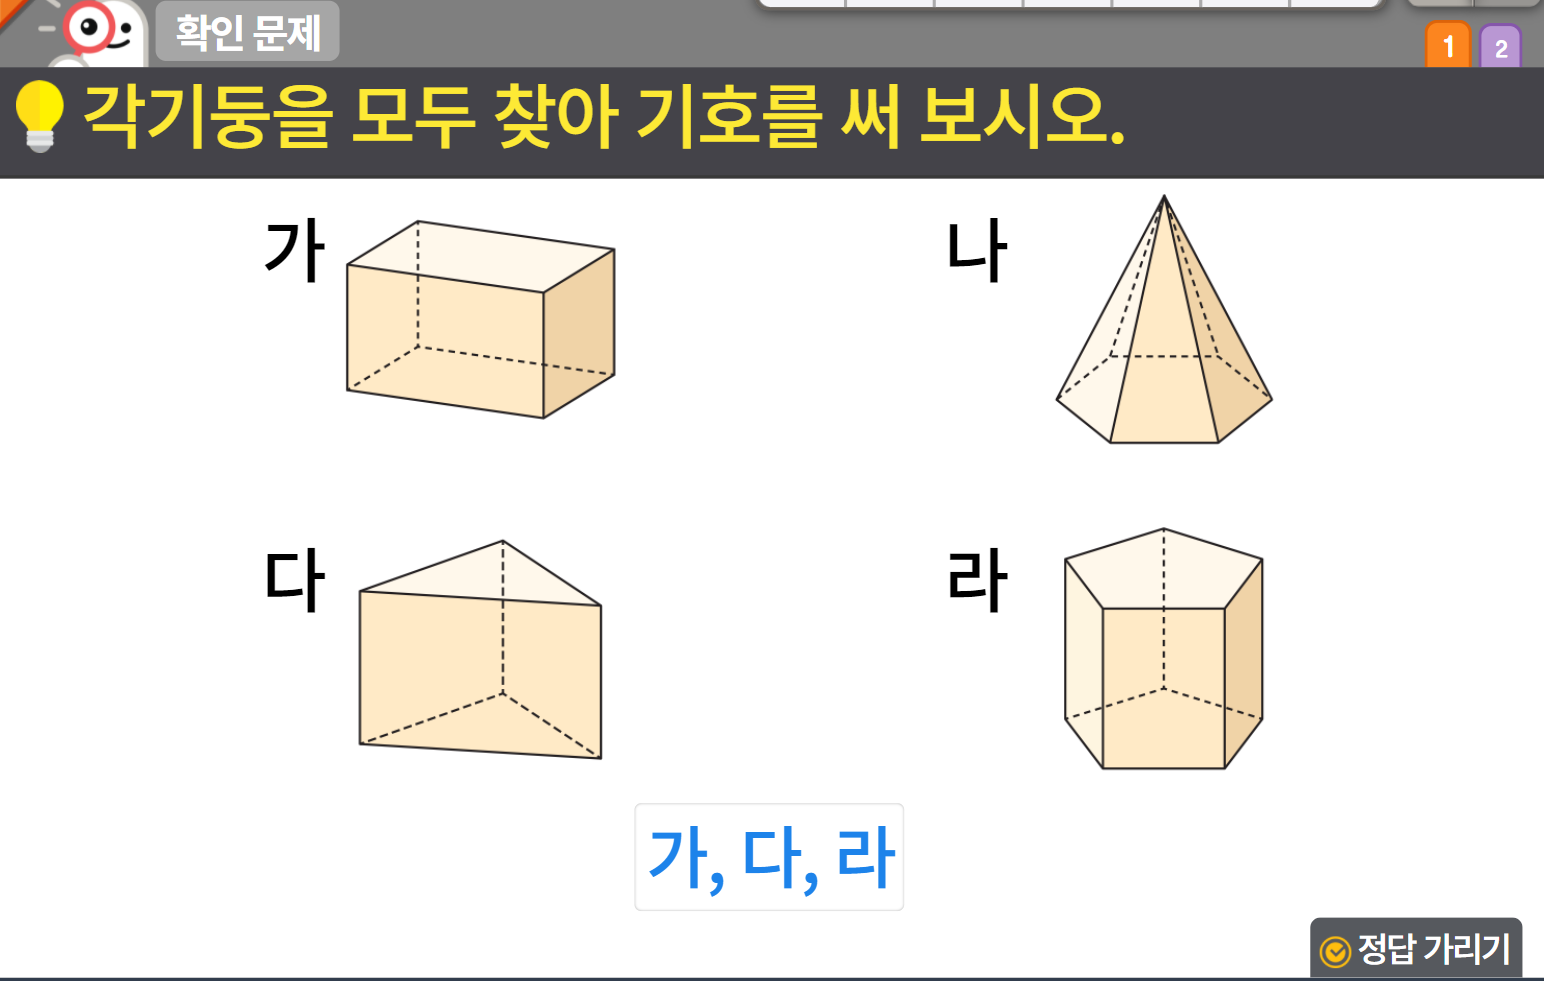 확인 문제
1 2
각기둥을 모두 찾아 기호를 써 보시오.
가
나
다
라
가, 다, 라
정답 가리기